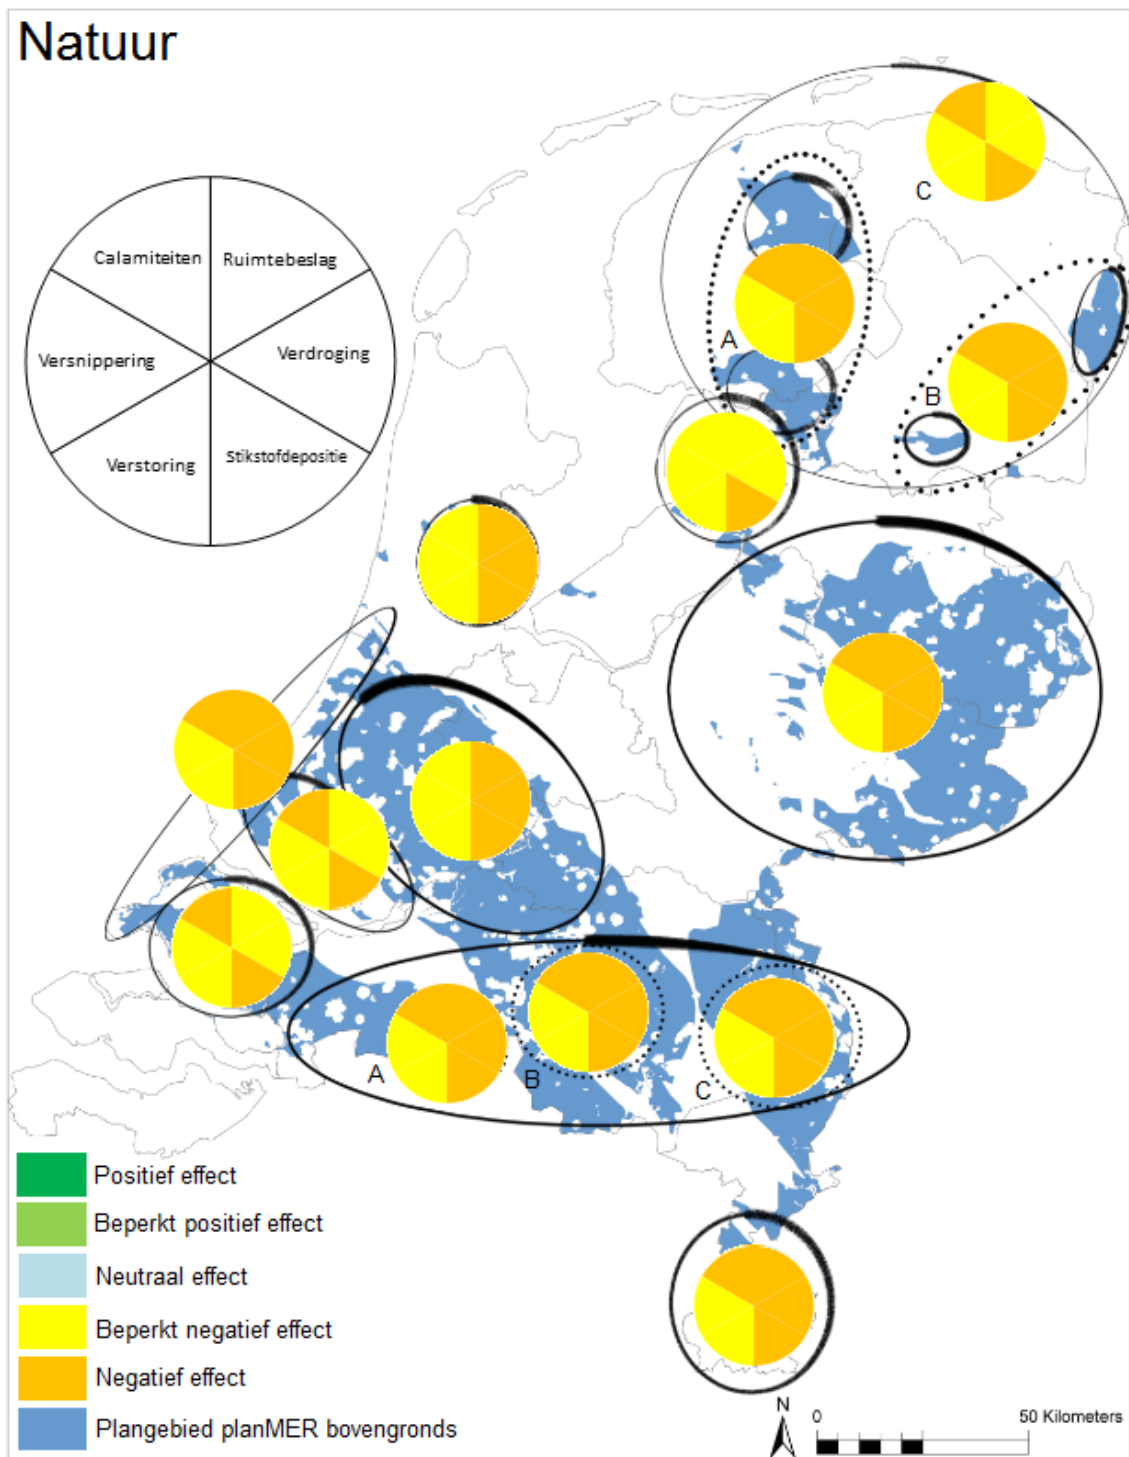 Natuur
C
Calamiteiten
Ruimtebeslag
Versnippering
Verdroging
Verstoring
Stikstofdepositie
A
B
A
B
C
Positief effect
Beperkt positief effect
Neutraal effect
Beperkt negatief effect
Negatief effect
Plangebied planMER bovengronds
N
0
50 Kilometers